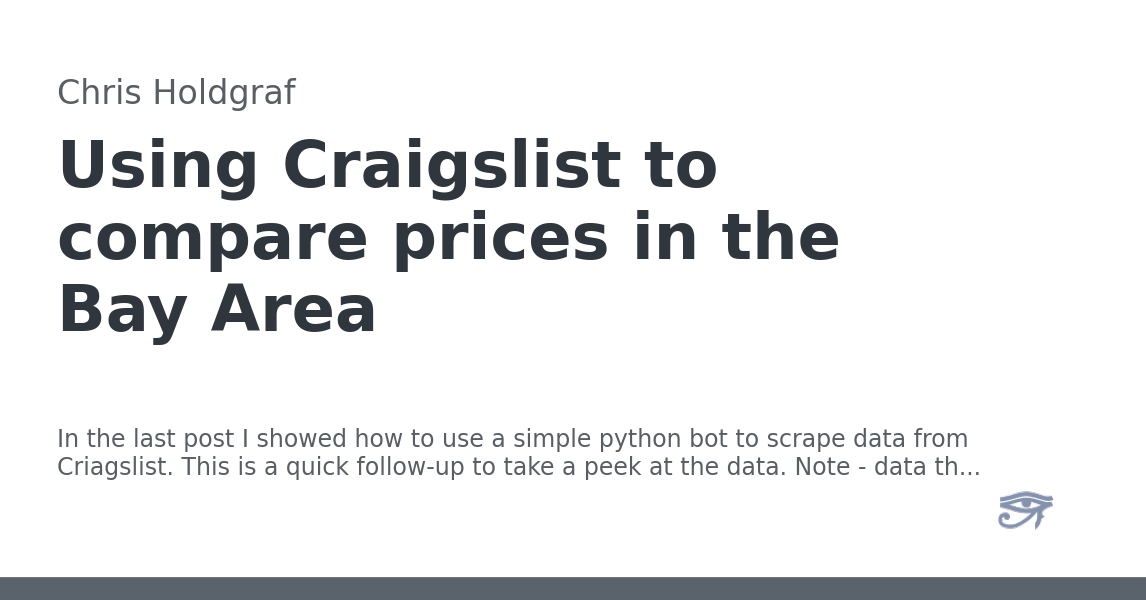 Chris Holdgraf
Using Craigslist to
compare prices in the
Bay Area
In the last post I showed how to use a simple python bot to scrape data from
Criagslist. This is a quick follow-up to take a peek at the data. Note - data th...